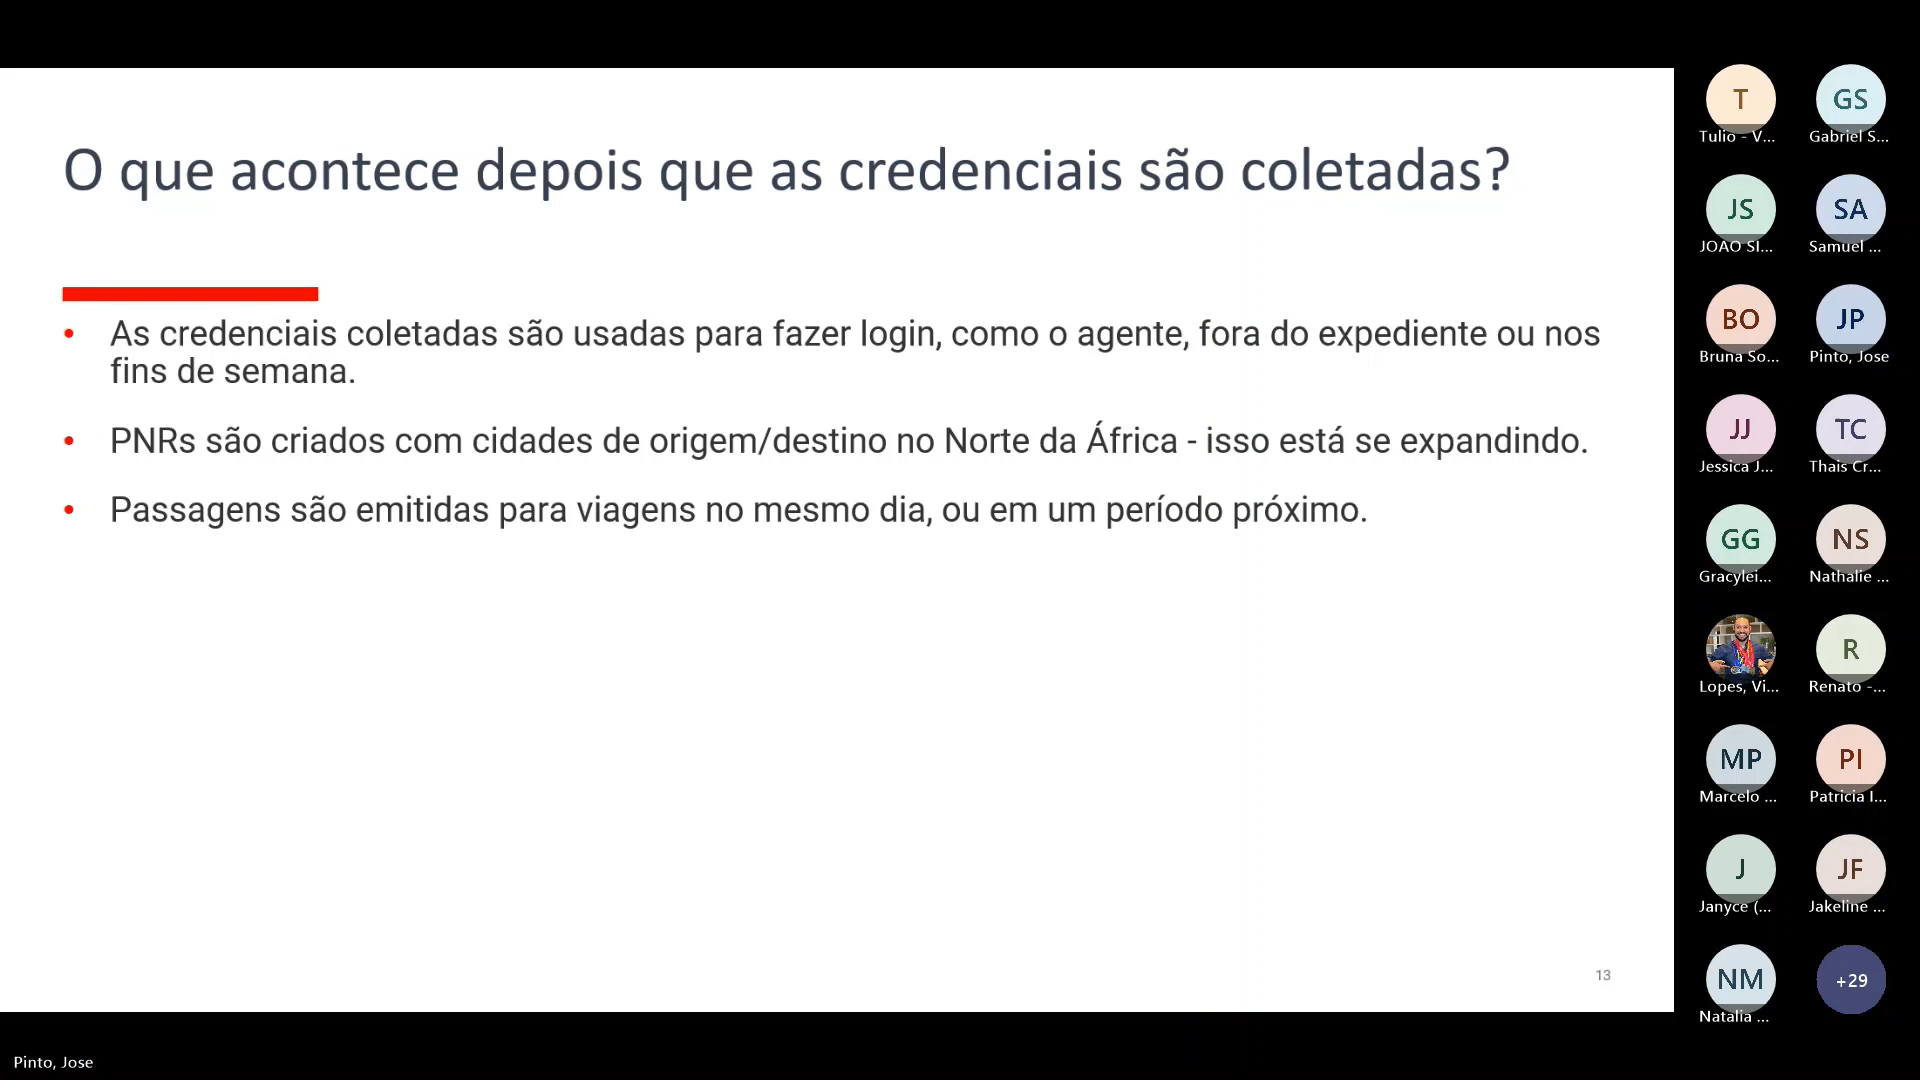 O que acontece depois que as credenciais são coletadas?
• As credenciais coletadas são usadas para fazer login, como o agente, fora do expediente ou nos
fins de semana.
• PNRs são criados com cidades de origem/destino no Norte da África - isso está se expandindo.
• Passagens são emitidas para viagens no mesmo dia, ou em um período próximo.
13
T
Tulio - V...
GS
Gabriel S...
JS
JOAO SI...
SA
Samuel ...
BO
Bruna So...
JP
Pinto, Jose
JJ
Jessica J...
TC
Thais Cr...
GG
Gracylei...
NS
Nathalie ...
Lopes, Vi...
R
Renato -...
MP
Marcelo ...
PI
Patricia I...
J
Janyce (...
JF
Jakeline ...
NM
Natalia ...
+29
Pinto, Jose